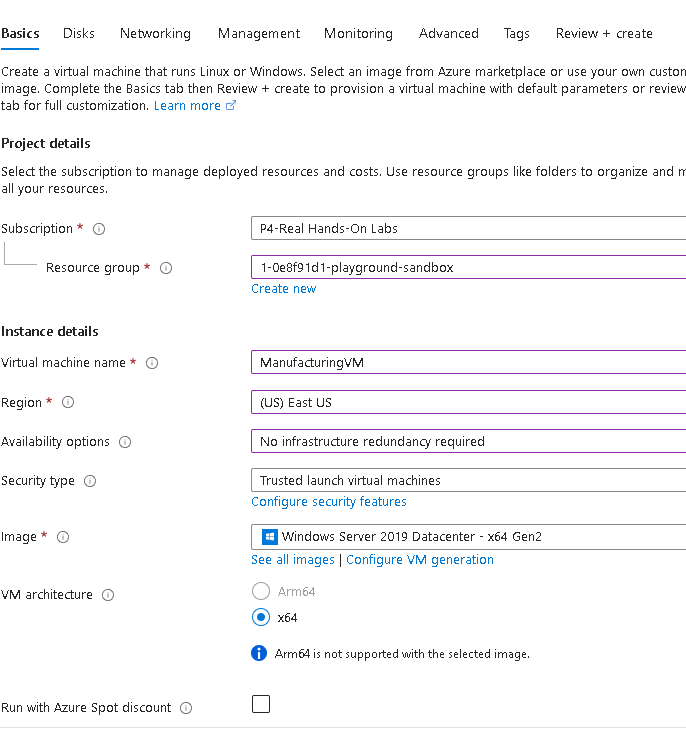 Basics Disks Networking Management Monitoring Advanced Tags Review + create
Create a virtual machine that runs Linux or Windows. Select an image from Azure marketplace or use your own custon
image. Complete the Basics tab then Review + create to provision a virtual machine with default parameters or review
tab for full customization. Learn more
Project details
Select the subscription to manage deployed resources and costs. Use resource groups like folders to organize and m
all your resources.
Subscription * P4-Real Hands-On Labs
Resource group * 1-0e8f91d1-playground-sandbox
Create new
Instance details
Virtual machine name * ManufacturingVM
Region * (US) East US
Availability options No infrastructure redundancy required
Security type Trusted launch virtual machines
Configure security features
Image * Windows Server 2019 Datacenter - x64 Gen2
See all images | Configure VM generation
VM architecture Arm64
x64
Arm64 is not supported with the selected image.
Run with Azure Spot discount